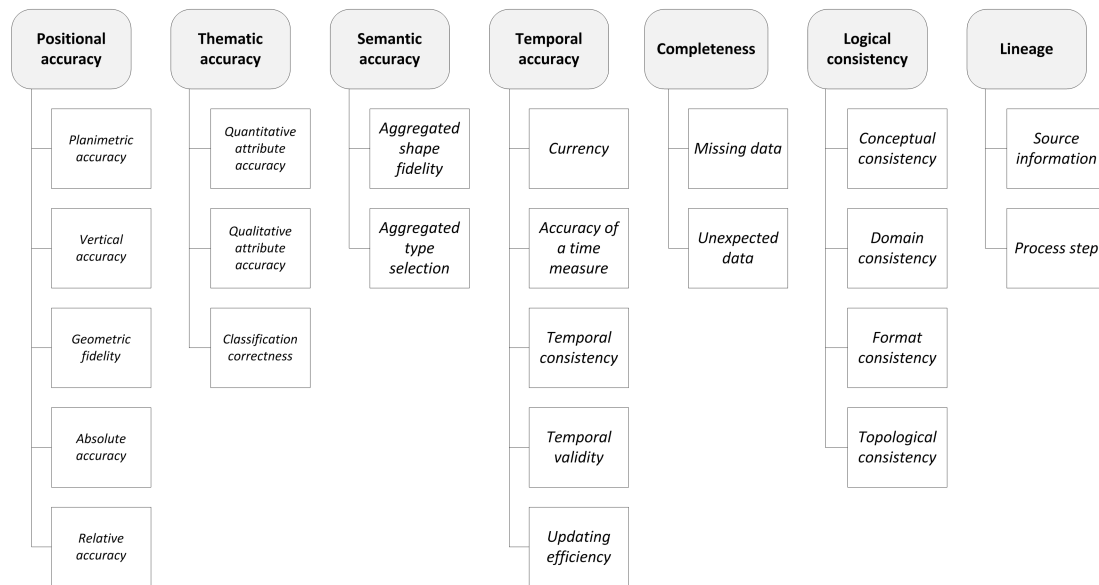 Positional
accuracy
Planimetric
accuracy
Vertical
accuracy
Geometric
fidelity
Absolute
accuracy
Relative
accuracy
Thematic
accuracy
Quantitative
attribute
accuracy
Qualitative
attribute
accuracy
Classification
correctness
Semantic
accuracy
Aggregated
shape
fidelity
Aggregated
type
selection
Temporal
accuracy
Currency
Accuracy of
a time
measure
Temporal
consistency
Temporal
validity
Updating
efficiency
Completeness
Missing data
Unexpected
data
Logical
consistency
Conceptual
consistency
Domain
consistency
Format
consistency
Topological
consistency
Lineage
Source
information
Process step